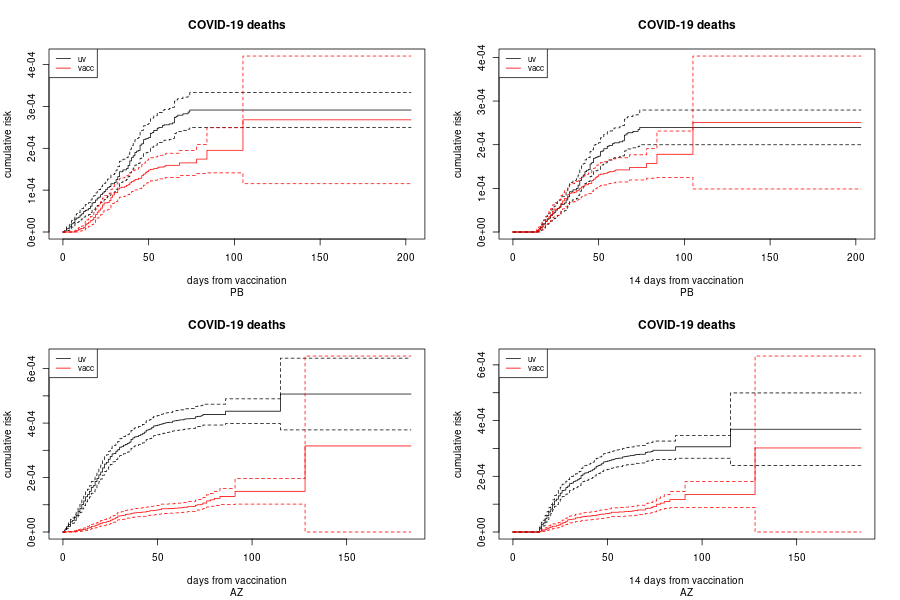 COVID-19 deaths
uv
vacc
cumulative risk
0e+00 1e-04 2e-04 3e-04 4e-04
0 50 100 150 200
days from vaccination
PB
COVID-19 deaths
uv
vacc
cumulative risk
0e+00 1e-04 2e-04 3e-04 4e-04
0 50 100 150 200
14 days from vaccination
PB
COVID-19 deaths
uv
vacc
cumulative risk
0e+00 2e-04 4e-04 6e-04
0 50 100 150
days from vaccination
AZ
COVID-19 deaths
uv
vacc
cumulative risk
0e+00 2e-04 4e-04 6e-04
0 50 100 150
14 days from vaccination
AZ